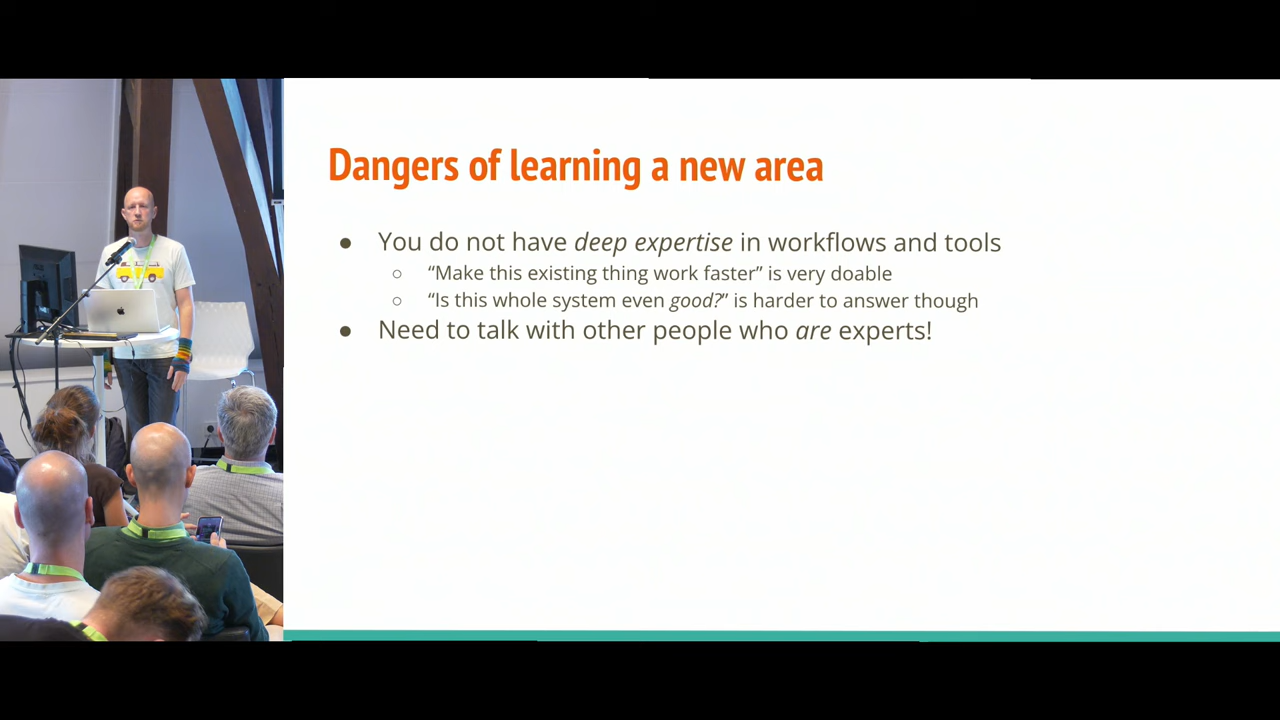 Dangers of learning a new area
● You do not have deep expertise in workflows and tools
○ “Make this existing thing work faster” is very doable
○ “Is this whole system even good?” is harder to answer though
● Need to talk with other people who are experts!